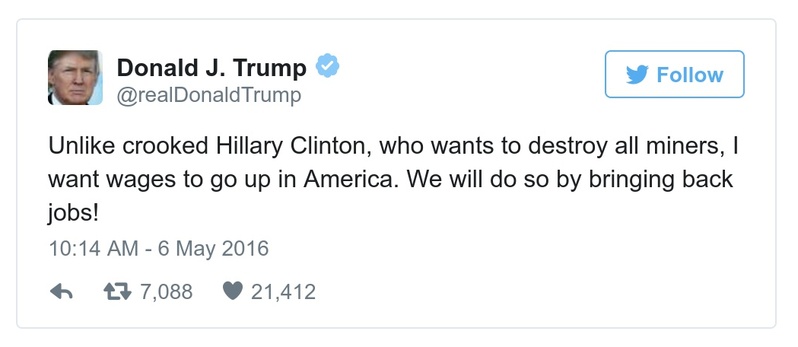 Donald J. Trump
@realDonaldTrump
Follow
Unlike crooked Hillary Clinton, who wants to destroy all miners, I
want wages to go up in America. We will do so by bringing back
jobs!
10:14 AM - 6 May 2016
7,088 21,412